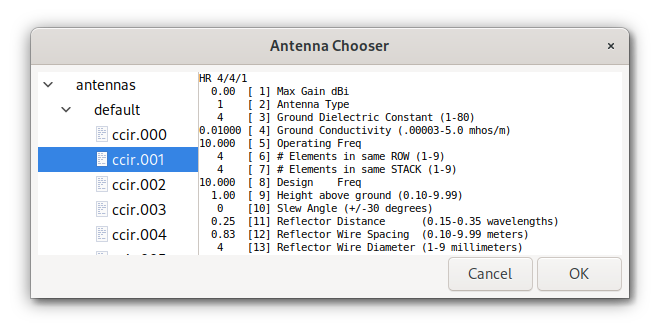 Antenna Chooser
×
antennas
default
ccir.000
ccir.001
ccir.002
ccir.003
ccir.004
HR 4/4/1
0.00 [ 1] Max Gain dBi
1 [ 2] Antenna Type
4 [ 3] Ground Dielectric Constant (1-80)
0.01000 [ 4] Ground Conductivity (.00003-5.0 mhos/m)
10.000 [ 5] Operating Freq
4 [ 6] # Elements in same ROW (1-9)
4 [ 7] # Elements in same STACK (1-9)
10.000 [ 8] Design Freq
1.00 [ 9] Height above ground (0.10-9.99)
0 [10] Slew Angle (+/-30 degrees)
0.25 [11] Reflector Distance (0.15-0.35 wavelengths)
0.83 [12] Reflector Wire Spacing (0.10-9.99 meters)
4 [13] Reflector Wire Diameter (1-9 millimeters)
Cancel
OK